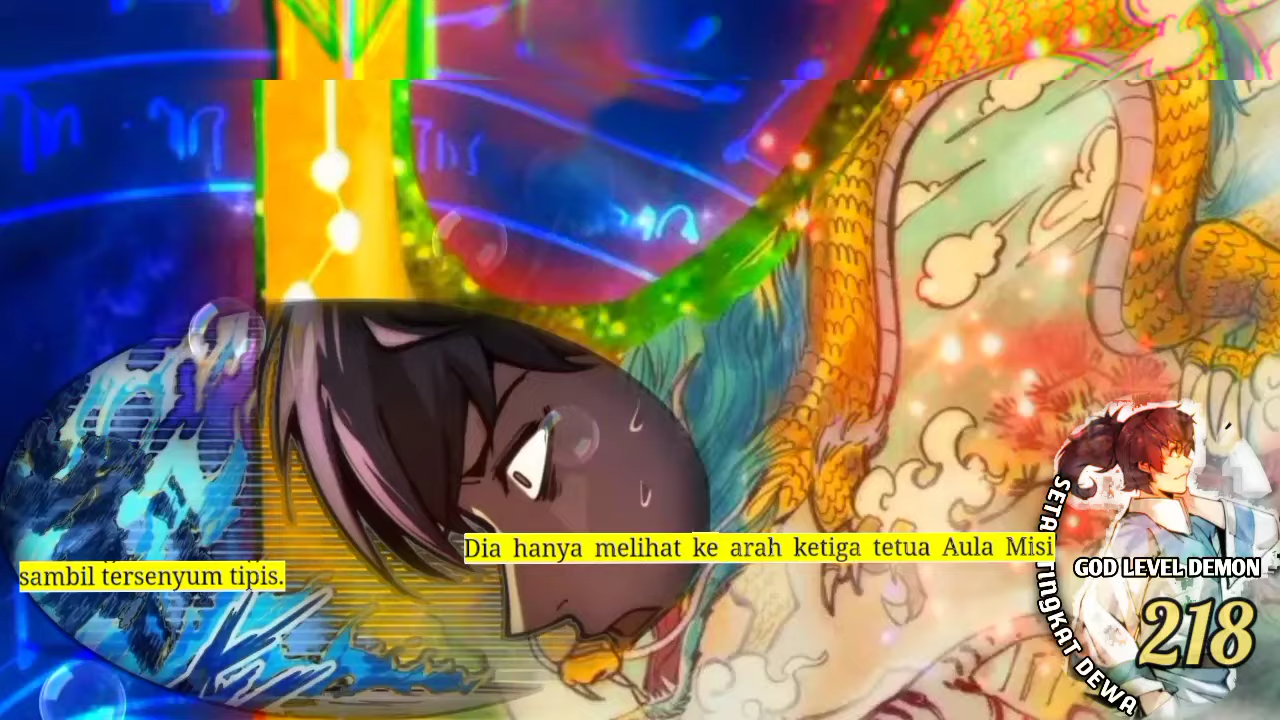 Dia hanya melihat ke arah ketiga tetua Aula Misi
sambil tersenyum tipis.
SETAN TINGKAT DEWA
GOD LEVEL DEMON
218